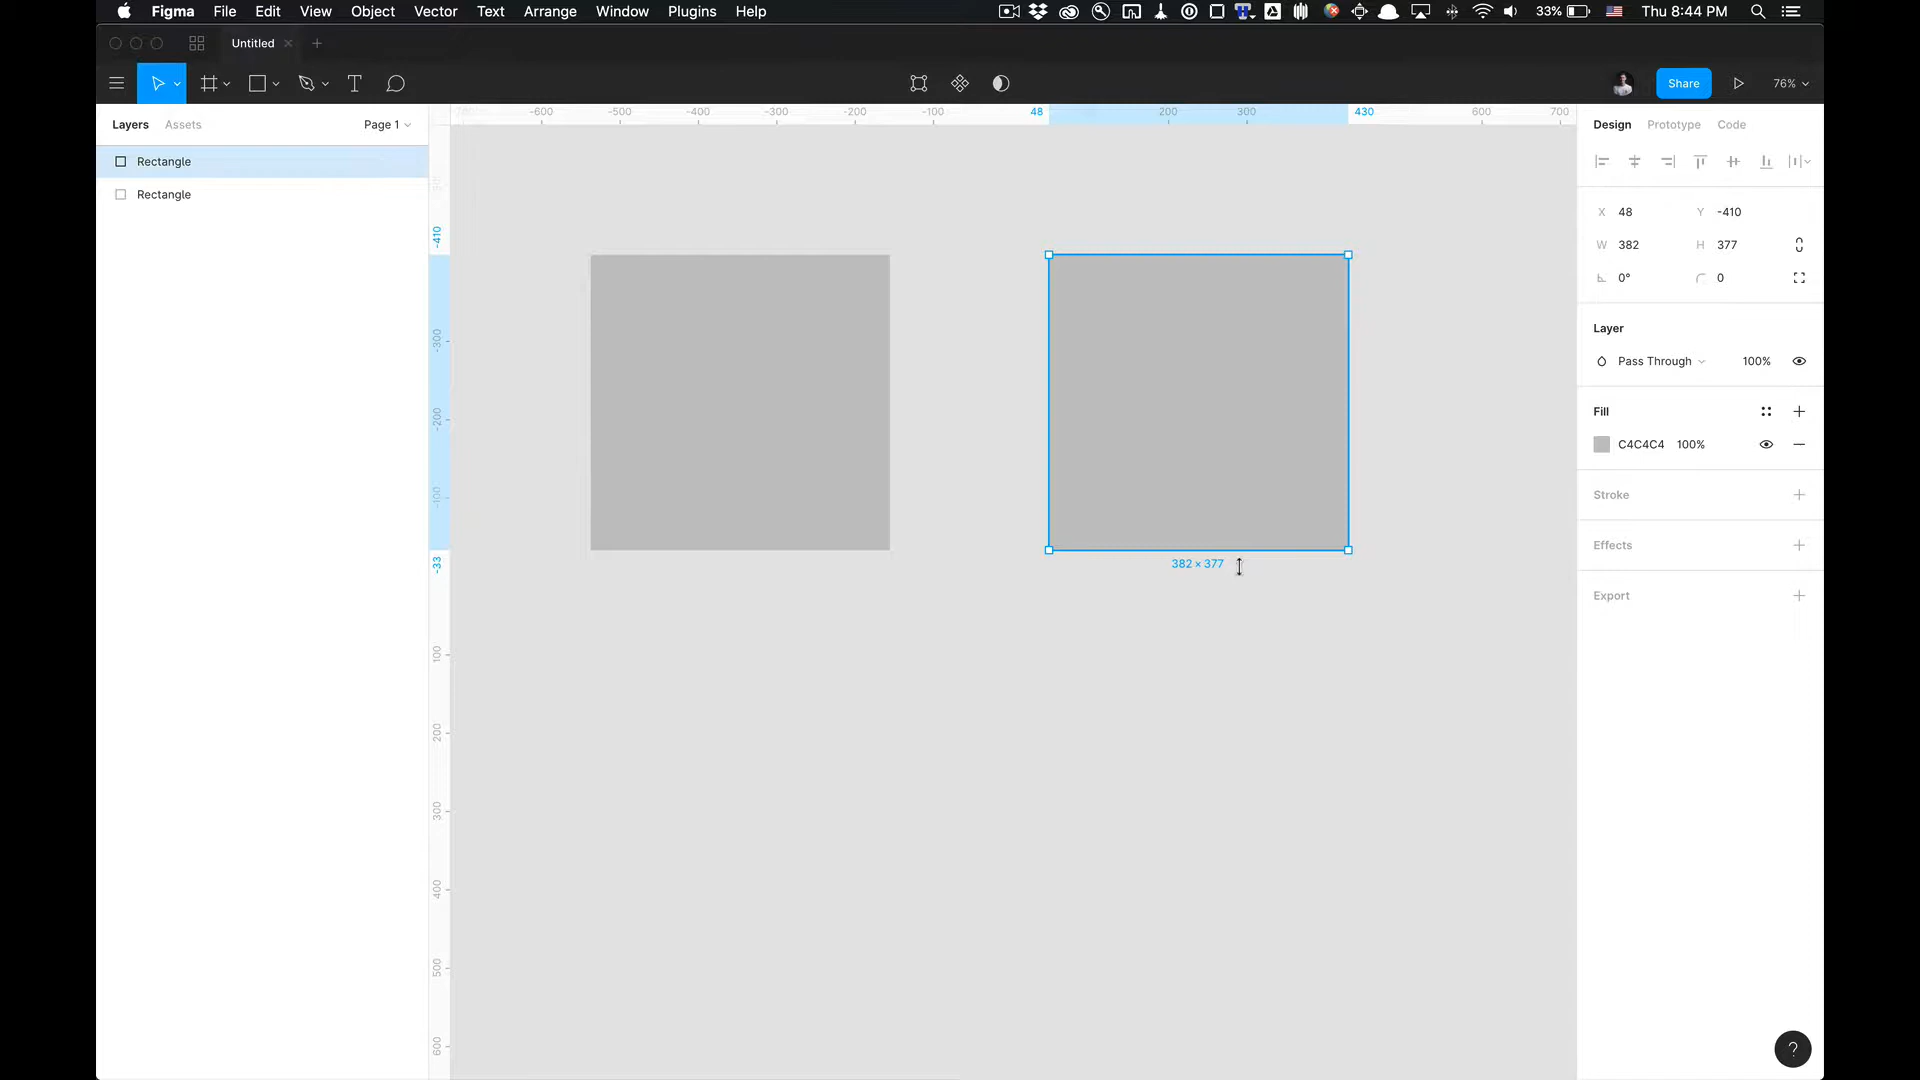 Figma File Edit View Object Vector Text Arrange Window Plugins Help 33% Thu 8:44 PM
Untitled
Share 76%
Layers Assets Page 1
Rectangle
Rectangle
-600 -500 -400 -300 -200 -100 48 200 300 430 600 700
-410
-300
-200
-100
-33
100
200
300
400
500
600
382 × 377
Design Prototype Code
X 48 Y -410
W 382 H 377
0° 0
Layer
Pass Through 100%
Fill
C4C4C4 100%
Stroke
Effects
Export
?